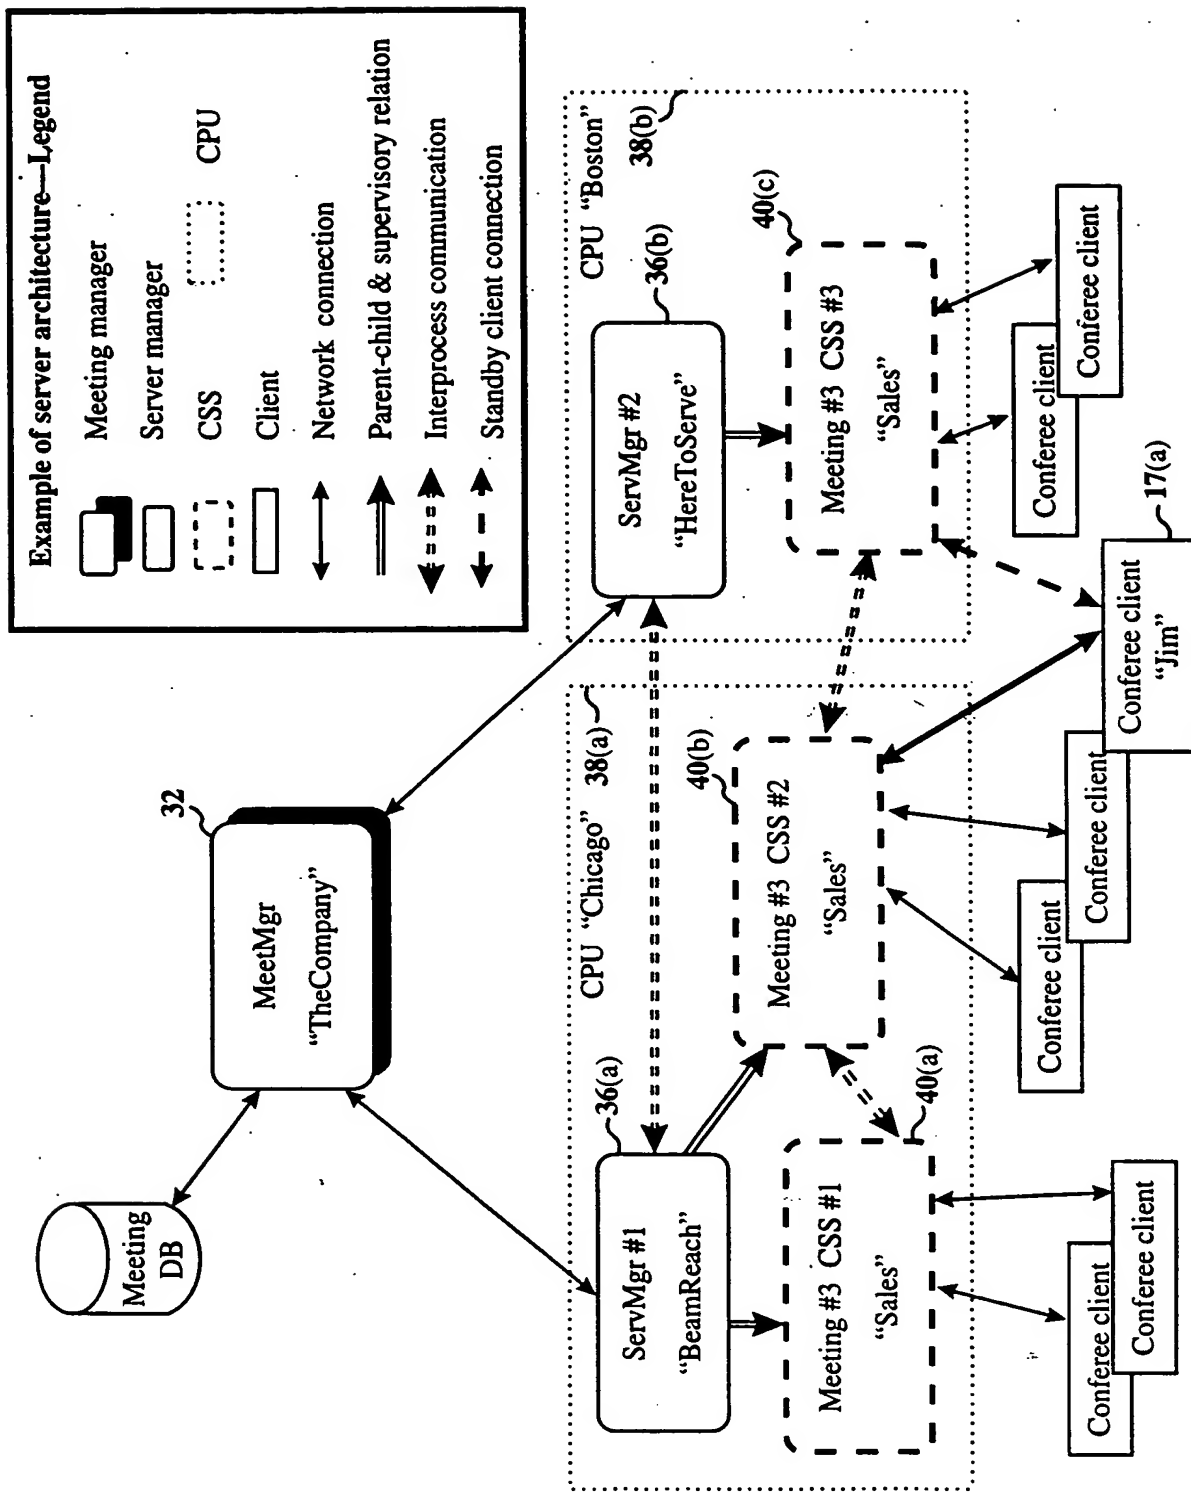 Example of server architecture—Legend
Meeting manager
Server manager
CSS
CPU
Client
Network connection
Parent-child & supervisory relation
Interprocess communication
Standby client connection
Meeting
DB
MeetMgr
“TheCompany”
32
CPU “Chicago”
38(a)
ServMgr #1
“BeamReach”
36(a)
Meeting #3 CSS #1
“Sales”
40(a)
Meeting #3 CSS #2
“Sales”
40(b)
CPU “Boston”
38(b)
ServMgr #2
“HereToServe”
36(b)
Meeting #3 CSS #3
“Sales”
40(c)
Conferee client
Conferee client
Conferee client
Conferee client
Conferee client
“Jim”
17(a)
Conferee client
Conferee client